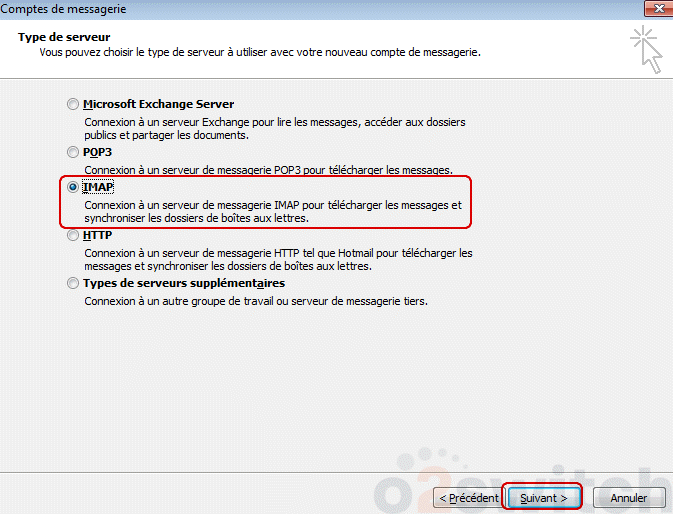 Comptes de messagerie
Type de serveur
Vous pouvez choisir le type de serveur à utiliser avec votre nouveau compte de messagerie.
Microsoft Exchange Server
Connexion à un serveur Exchange pour lire les messages, accéder aux dossiers
publics et partager les documents.
POP3
Connexion à un serveur de messagerie POP3 pour télécharger les messages.
IMAP
Connexion à un serveur de messagerie IMAP pour télécharger les messages et
synchroniser les dossiers de boîtes aux lettres.
HTTP
Connexion à un serveur de messagerie HTTP tel que Hotmail pour télécharger les
messages et synchroniser les dossiers de boîtes aux lettres.
Types de serveurs supplémentaires
Connexion à un autre groupe de travail ou serveur de messagerie tiers.
o2switch
< Précédent Suivant > Annuler